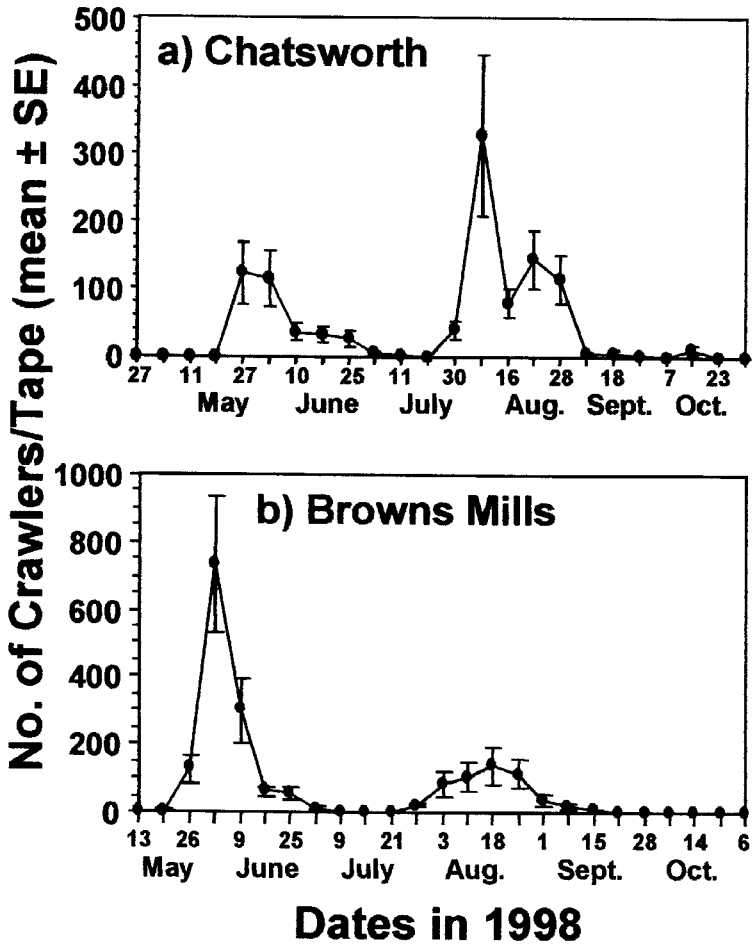 No. of Crawlers/Tape (mean ± SE)
a) Chatsworth
500
400
300
200
100
0
27 11 27 10 25 11 30 16 28 18 7 23
May June July Aug. Sept. Oct.
b) Browns Mills
1000
800
600
400
200
0
13 26 9 25 9 21 3 18 1 15 28 14 6
May June July Aug. Sept. Oct.
Dates in 1998